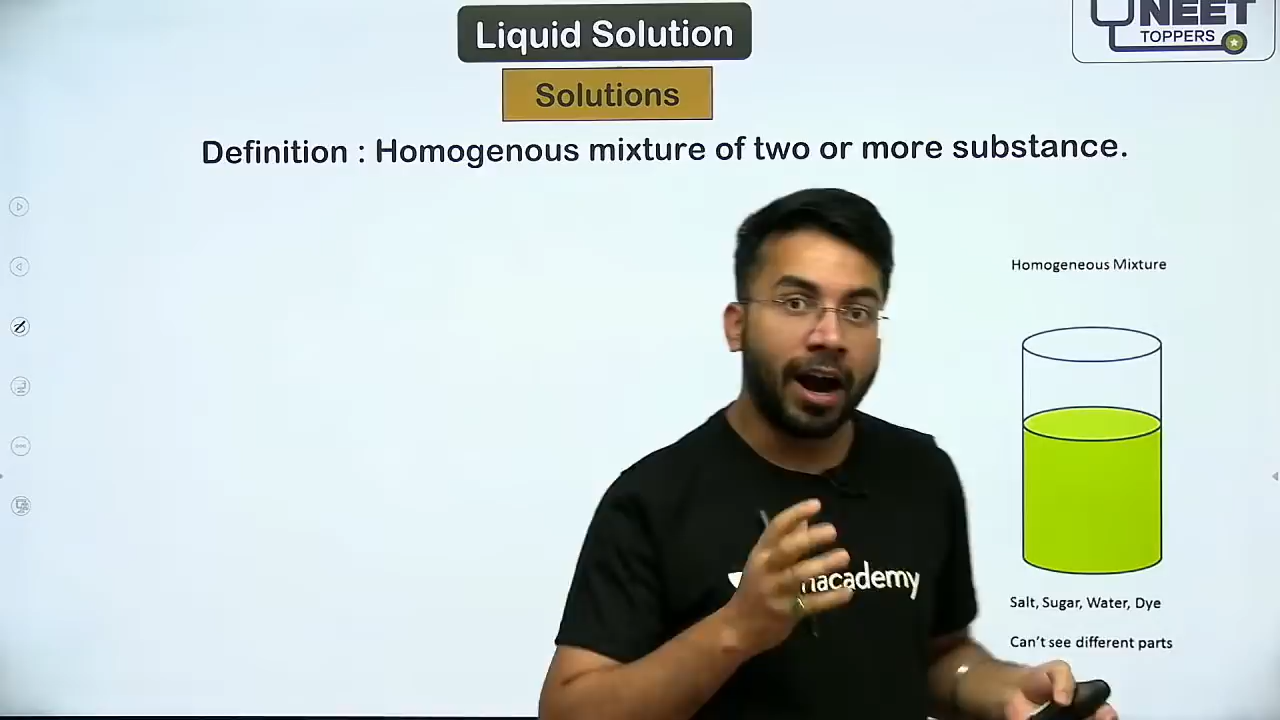 Liquid Solution
NEET
TOPPERS
Solutions
Definition : Homogenous mixture of two or more substance.
Homogeneous Mixture
Salt, Sugar, Water, Dye
Can't see different parts